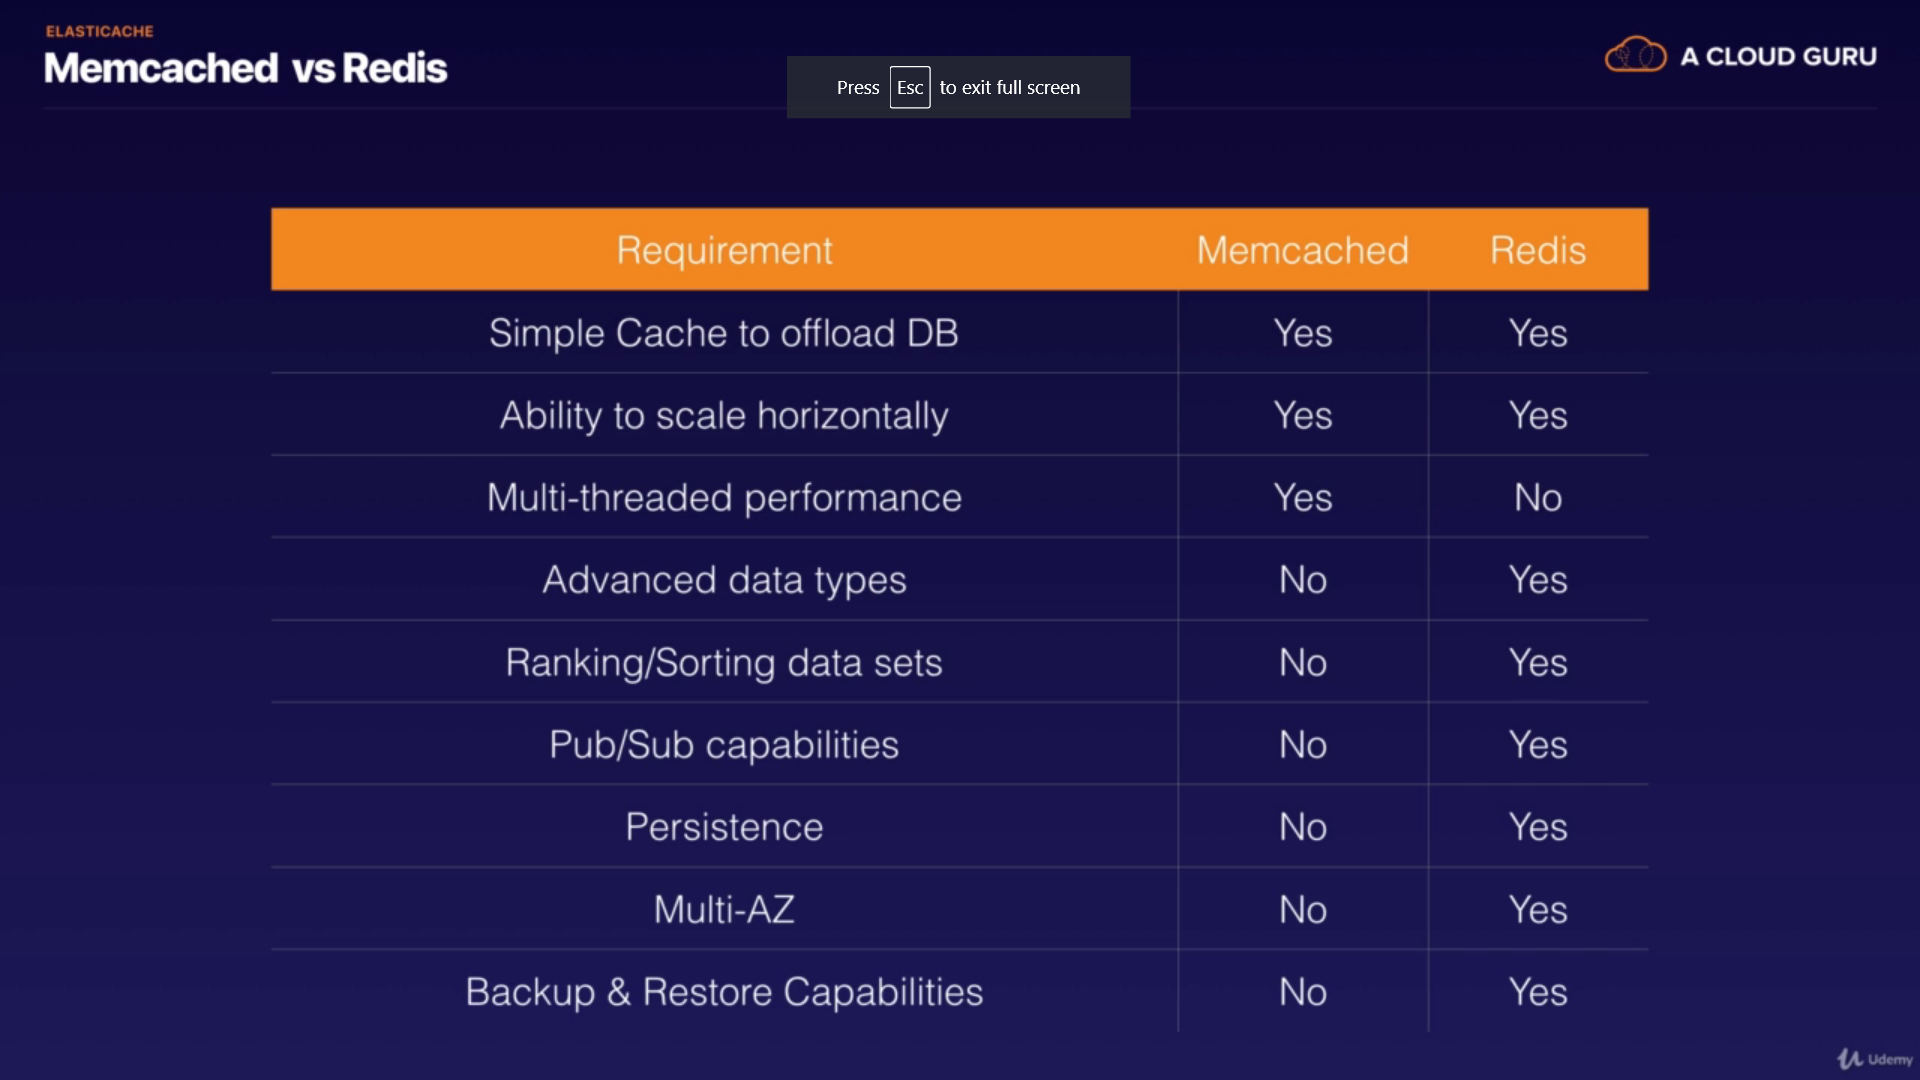 ELASTICACHE
Memcached vs Redis
A CLOUD GURU
Press Esc to exit full screen
Requirement Memcached Redis
Simple Cache to offload DB Yes Yes
Ability to scale horizontally Yes Yes
Multi-threaded performance Yes No
Advanced data types No Yes
Ranking/Sorting data sets No Yes
Pub/Sub capabilities No Yes
Persistence No Yes
Multi-AZ No Yes
Backup & Restore Capabilities No Yes
Udemy